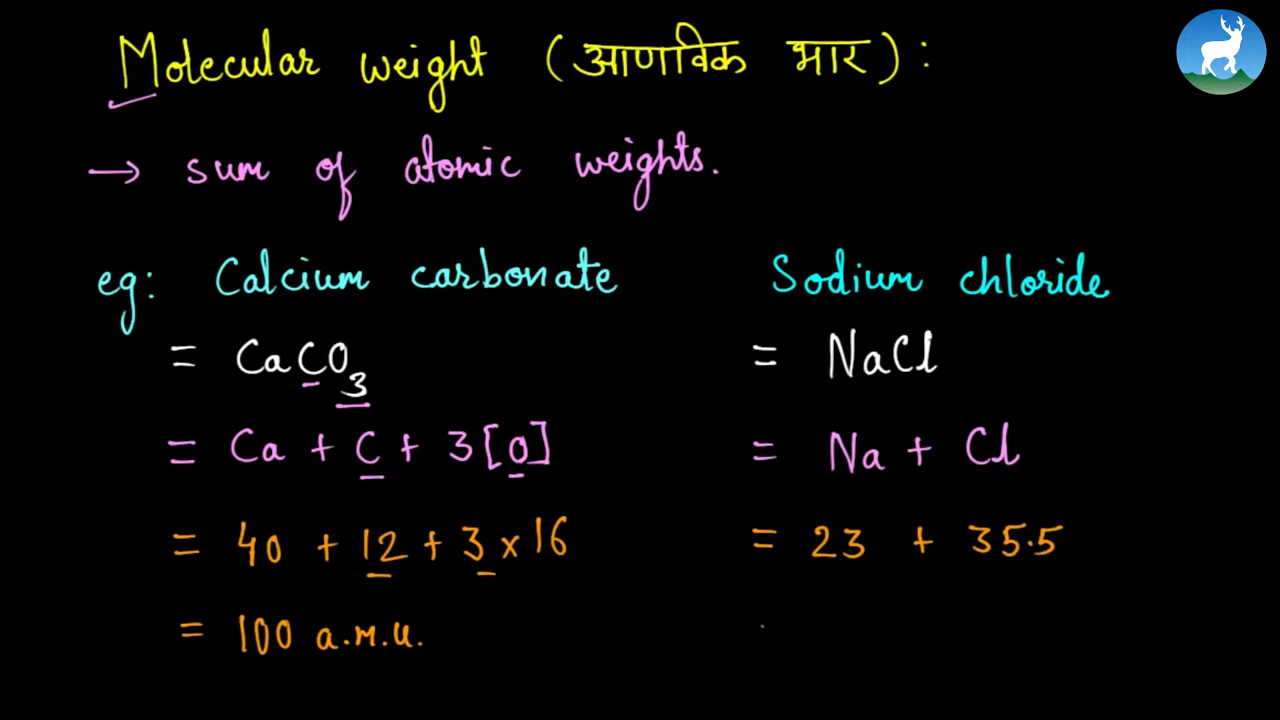 Molecular weight (आणविक भार) :
→ sum of atomic weights.
eg: Calcium carbonate
= CaCO₃
= Ca + C + 3[O]
= 40 + 12 + 3 × 16
= 100 a.m.u.
Sodium chloride
= NaCl
= Na + Cl
= 23 + 35.5